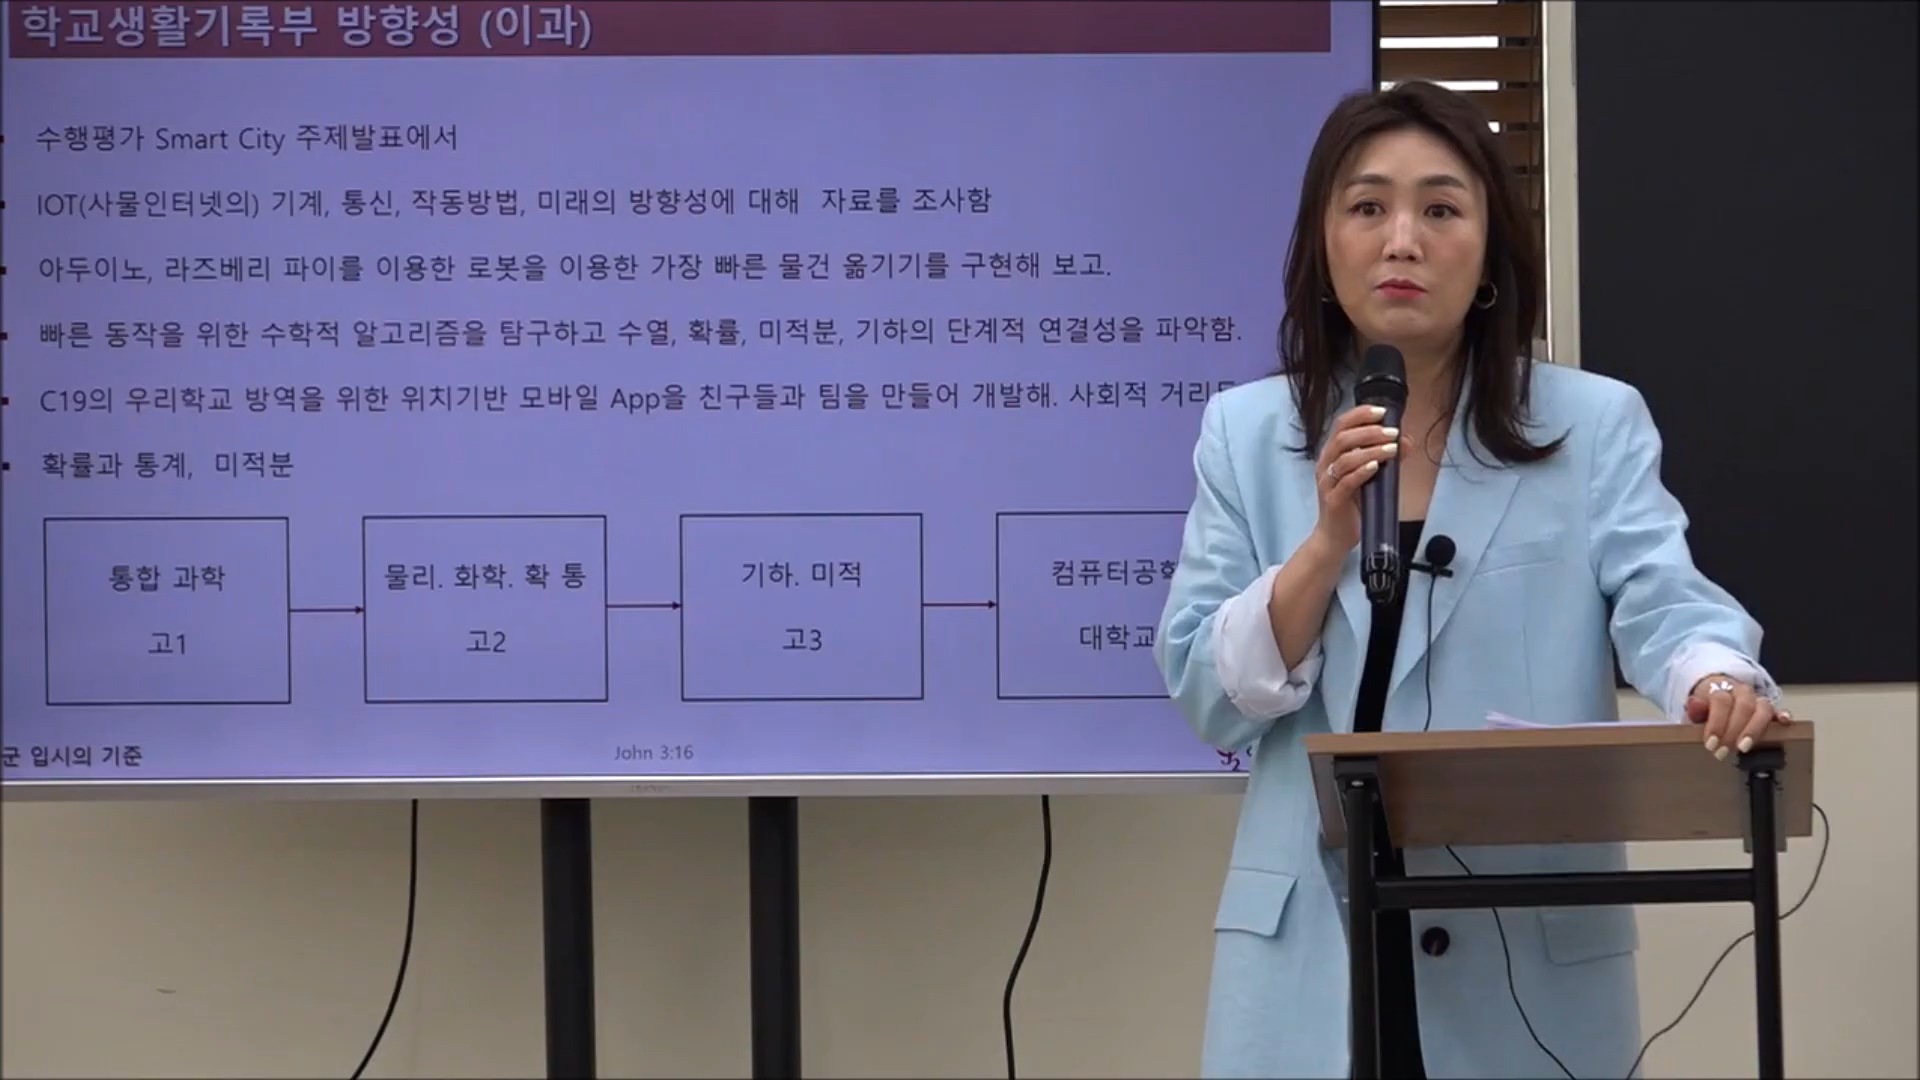 학교생활기록부 방향성 (이과)
수행평가 Smart City 주제발표에서
IOT(사물인터넷의) 기계, 통신, 작동방법, 미래의 방향성에 대해 자료를 조사함
아두이노, 라즈베리 파이를 이용한 로봇을 이용한 가장 빠른 물건 옮기기를 구현해 보고.
빠른 동작을 위한 수학적 알고리즘을 탐구하고 수열, 확률, 미적분, 기하의 단계적 연결성을 파악함.
C19의 우리학교 방역을 위한 위치기반 모바일 App을 친구들과 팀을 만들어 개발해. 사회적 거리
확률과 통계, 미적분
통합 과학
고1
물리. 화학. 확 통
고2
기하. 미적
고3
컴퓨터공학
대학교
군 입시의 기준
John 3:16